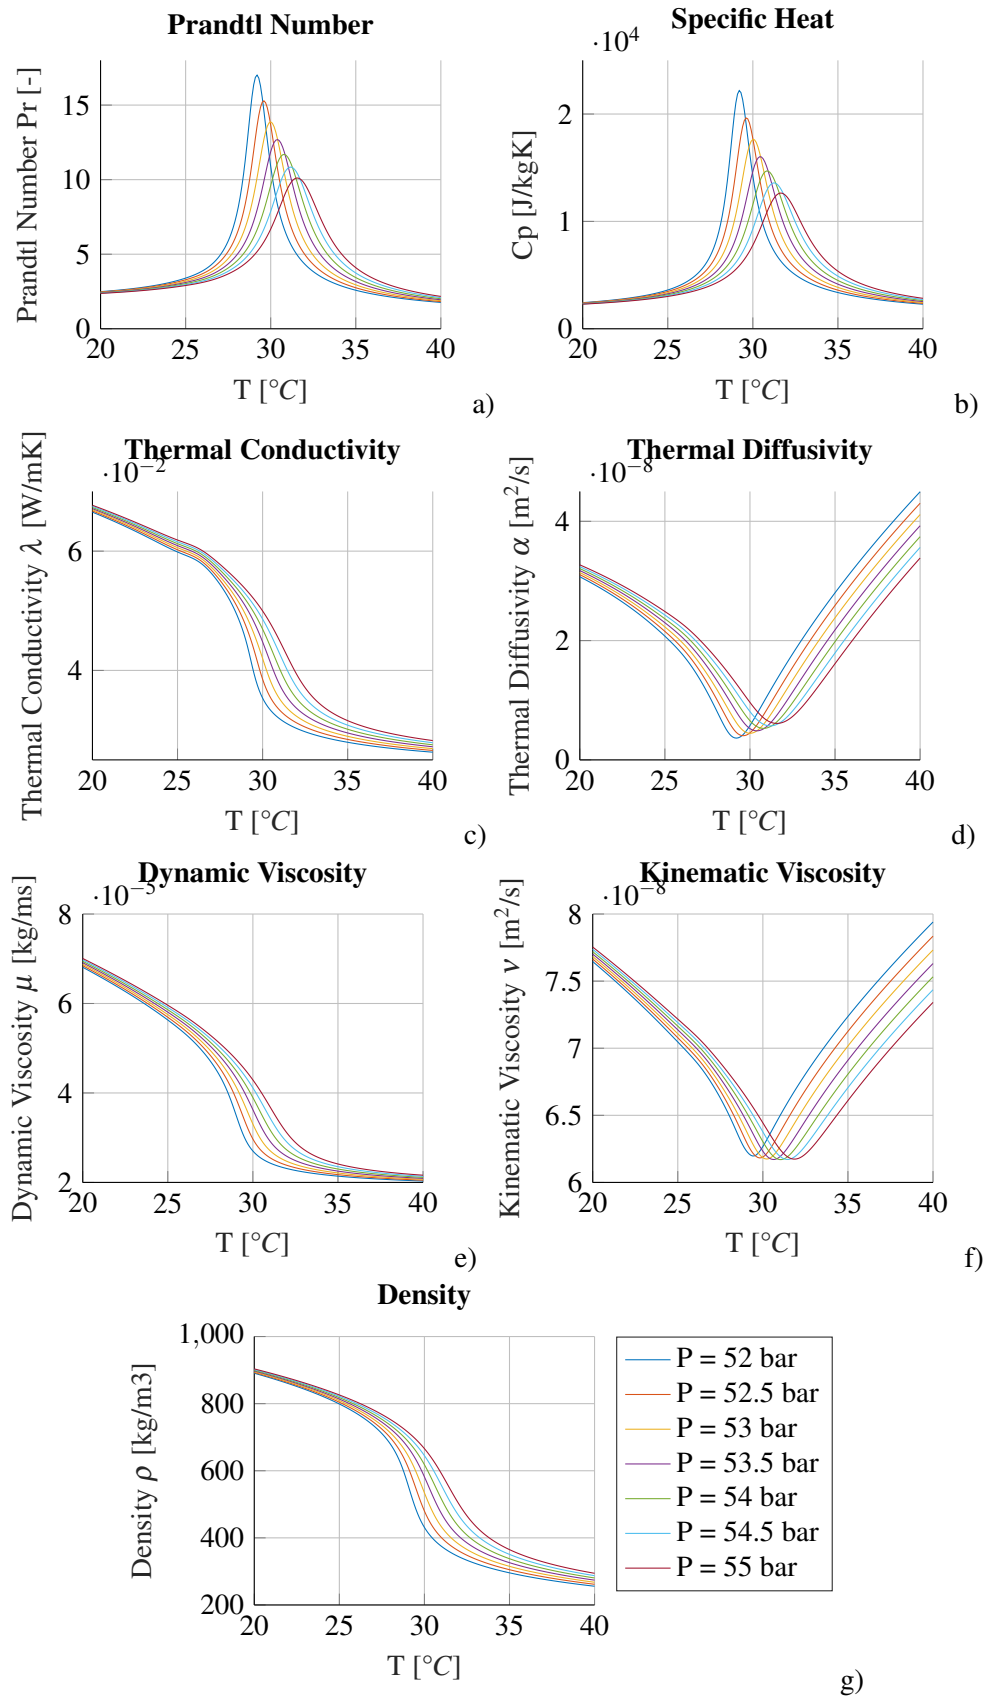 Prandtl Number
Prandtl Number Pr [-]
15
10
5
0
20 25 30 35 40
T [°C]
a)
Specific Heat
·10^4
Cp [J/kgK]
2
1
0
20 25 30 35 40
T [°C]
b)
Thermal Conductivity
·10^−2
Thermal Conductivity λ [W/mK]
6
4
20 25 30 35 40
T [°C]
c)
Thermal Diffusivity
·10^−8
Thermal Diffusivity α [m²/s]
4
2
0
20 25 30 35 40
T [°C]
d)
Dynamic Viscosity
·10^−5
Dynamic Viscosity μ [kg/ms]
8
6
4
2
20 25 30 35 40
T [°C]
e)
Kinematic Viscosity
·10^−8
Kinematic Viscosity ν [m²/s]
8
7.5
7
6.5
6
20 25 30 35 40
T [°C]
f)
Density
Density ρ [kg/m3]
1,000
800
600
400
200
20 25 30 35 40
T [°C]
P = 52 bar
P = 52.5 bar
P = 53 bar
P = 53.5 bar
P = 54 bar
P = 54.5 bar
P = 55 bar
g)